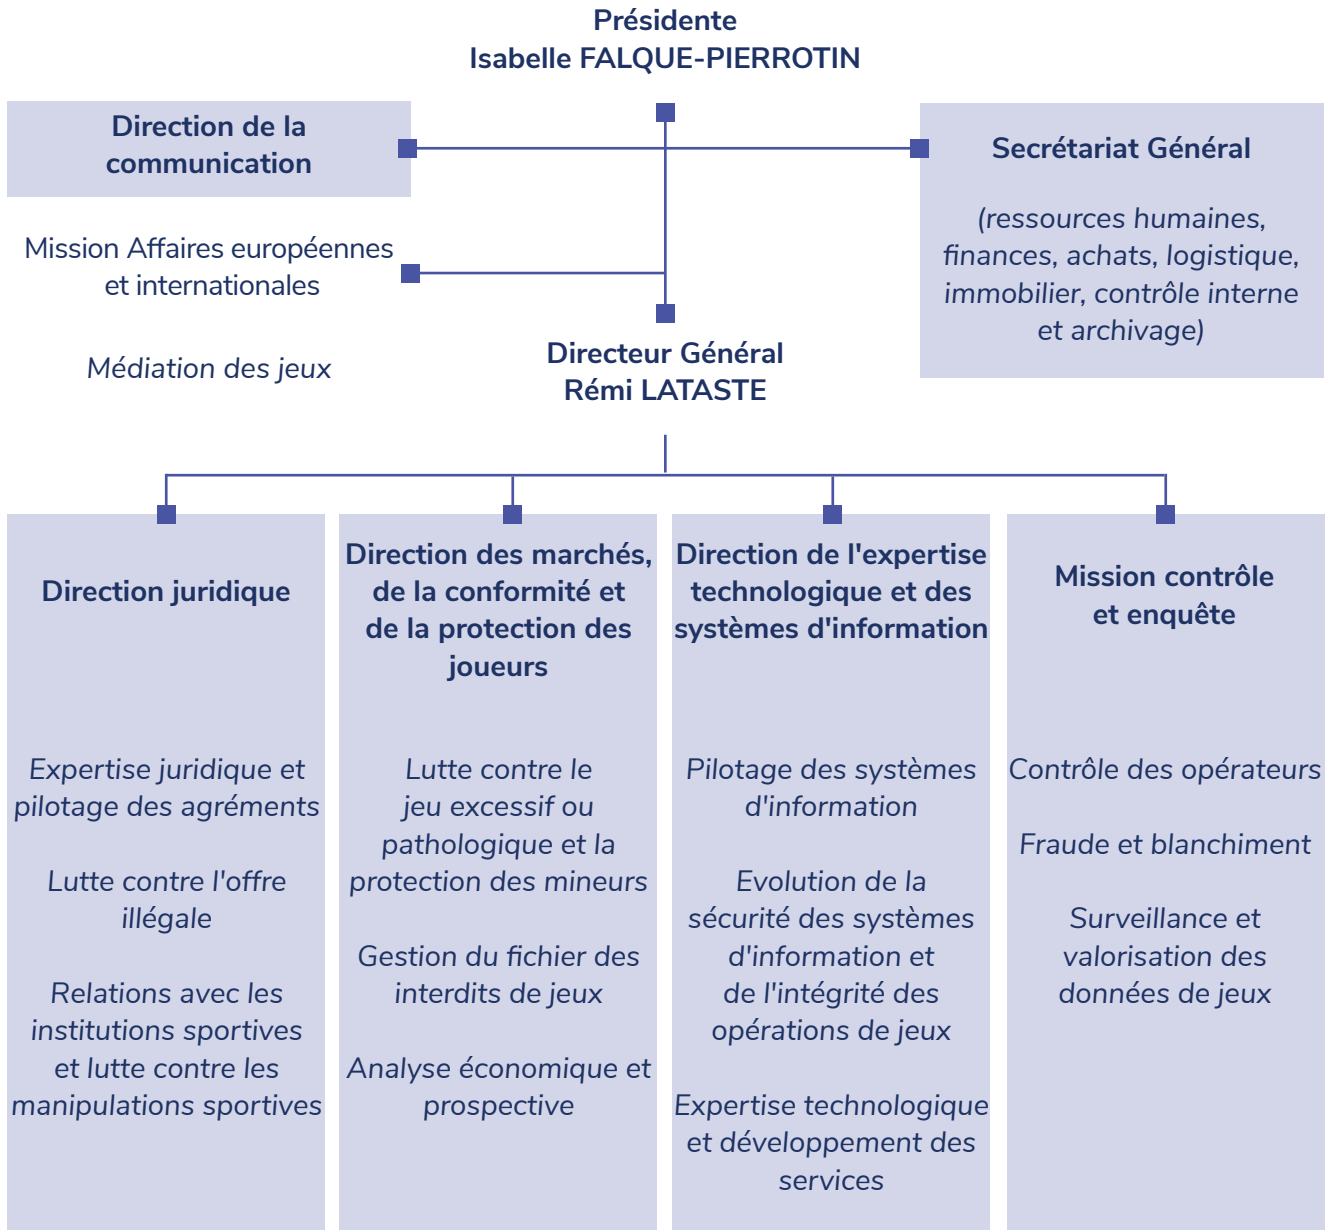 Présidente
Isabelle FALQUE-PIERROTIN
Direction de la
communication
Secrétariat Général
(ressources humaines,
finances, achats, logistique,
immobilier, contrôle interne
et archivage)
Mission Affaires européennes
et internationales
Médiation des jeux
Directeur Général
Rémi LATASTE
Direction juridique
Expertise juridique et
pilotage des agréments
Lutte contre l'offre
illégale
Relations avec les
institutions sportives
et lutte contre les
manipulations sportives
Direction des marchés,
de la conformité et
de la protection des
joueurs
Lutte contre le
jeu excessif ou
pathologique et la
protection des mineurs
Gestion du fichier des
interdits de jeux
Analyse économique et
prospective
Direction de l'expertise
technologique et des
systèmes d'information
Pilotage des systèmes
d'information
Evolution de la
sécurité des systèmes
d'information et
de l'intégrité des
opérations de jeux
Expertise technologique
et développement des
services
Mission contrôle
et enquête
Contrôle des opérateurs
Fraude et blanchiment
Surveillance et
valorisation des
données de jeux